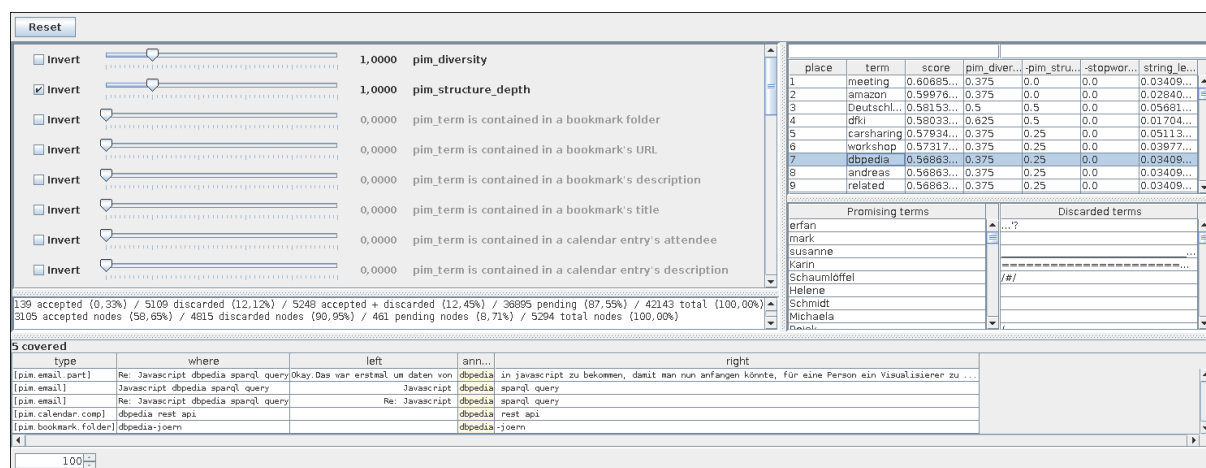 Reset
Invert 1,0000 pim_diversity
Invert 1,0000 pim_structure_depth
Invert 0,0000 pim_term is contained in a bookmark folder
Invert 0,0000 pim_term is contained in a bookmark's URL
Invert 0,0000 pim_term is contained in a bookmark's description
Invert 0,0000 pim_term is contained in a bookmark's title
Invert 0,0000 pim_term is contained in a calendar entry's attendee
Invert 0,0000 pim_term is contained in a calendar entry's description
139 accepted (0,33%) / 5109 discarded (12,12%) / 5248 accepted + discarded (12,45%) / 36895 pending (87,55%) / 42143 total (100,00%)
3105 accepted nodes (58,65%) / 4815 discarded nodes (90,95%) / 461 pending nodes (8,71%) / 5294 total nodes (100,00%)
place term score pim_diver... -pim_stru... -stopwor... string_le...
1 meeting 0.60685... 0.375 0.0 0.0 0.03409...
2 amazon 0.59976... 0.375 0.0 0.0 0.02840...
3 Deutschl... 0.58153... 0.5 0.5 0.0 0.05681...
4 dfki 0.58033... 0.625 0.5 0.0 0.01704...
5 carsharing 0.57934... 0.375 0.25 0.0 0.05113...
6 workshop 0.57317... 0.375 0.25 0.0 0.03977...
7 dbpedia 0.56863... 0.375 0.25 0.0 0.03409...
8 andreas 0.56863... 0.375 0.25 0.0 0.03409...
9 related 0.56863... 0.375 0.25 0.0 0.03409...
Promising terms Discarded terms
erfan ...'?
mark
susanne
Karin
Schaumlöffel /#/
Helene
Schmidt
Michaela
5 covered
type where left ann... right
[pim.email.part] Re: Javascript dbpedia sparql query Okay.Das war erstmal um daten von dbpedia in javascript zu bekommen, damit man nun anfangen könnte, für eine Person ein Visualisierer zu ...
[pim.email] Javascript dbpedia sparql query Javascript dbpedia sparql query
[pim.email] Re: Javascript dbpedia sparql query Re: Javascript dbpedia sparql query
[pim.calendar.comp] dbpedia rest api dbpedia rest api
[pim.bookmark.folder] dbpedia-joern dbpedia -joern
100